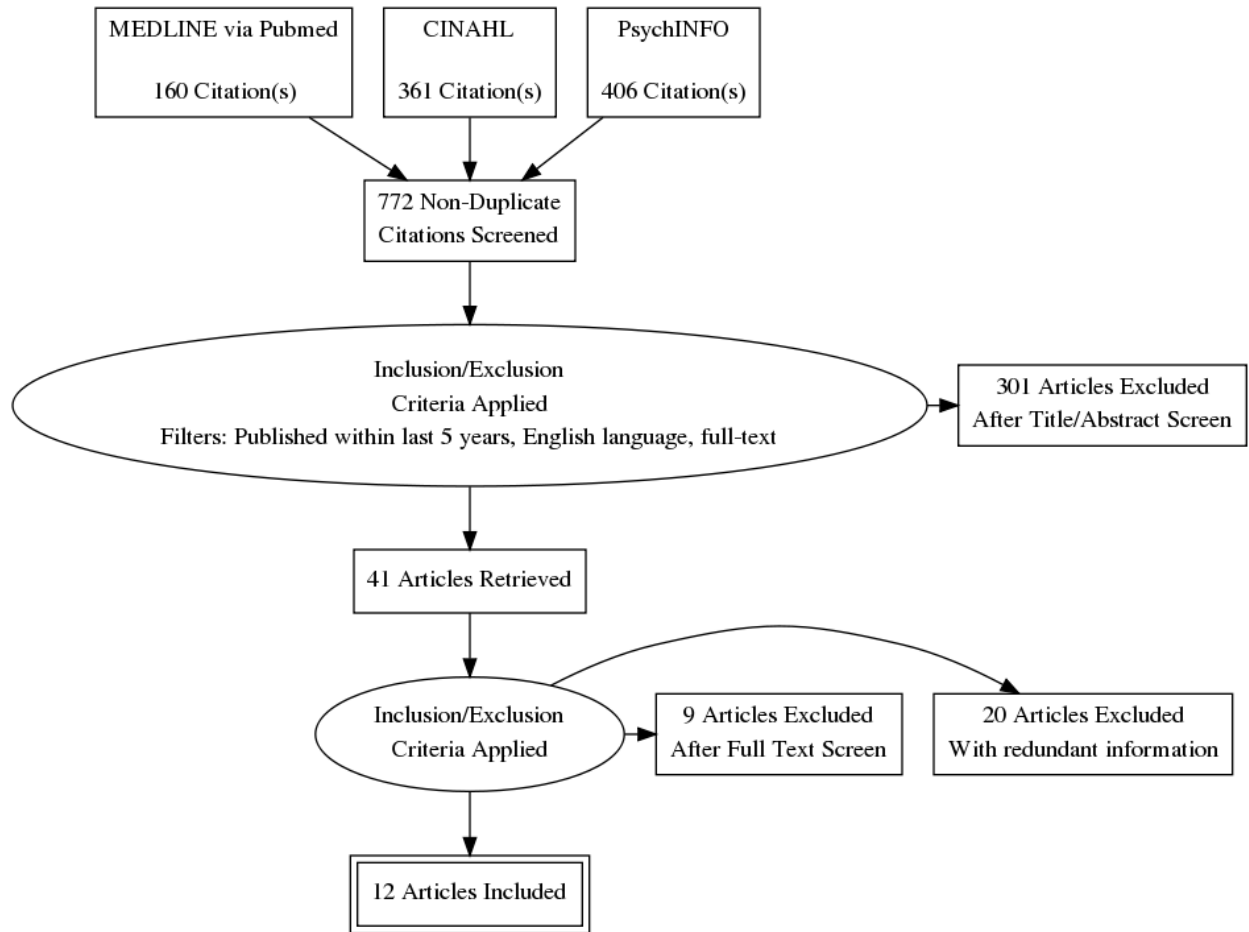 MEDLINE via Pubmed
160 Citation(s)
CINAHL
361 Citation(s)
PsychINFO
406 Citation(s)
772 Non-Duplicate
Citations Screened
Inclusion/Exclusion
Criteria Applied
Filters: Published within last 5 years, English language, full-text
301 Articles Excluded
After Title/Abstract Screen
41 Articles Retrieved
Inclusion/Exclusion
Criteria Applied
9 Articles Excluded
After Full Text Screen
20 Articles Excluded
With redundant information
12 Articles Included